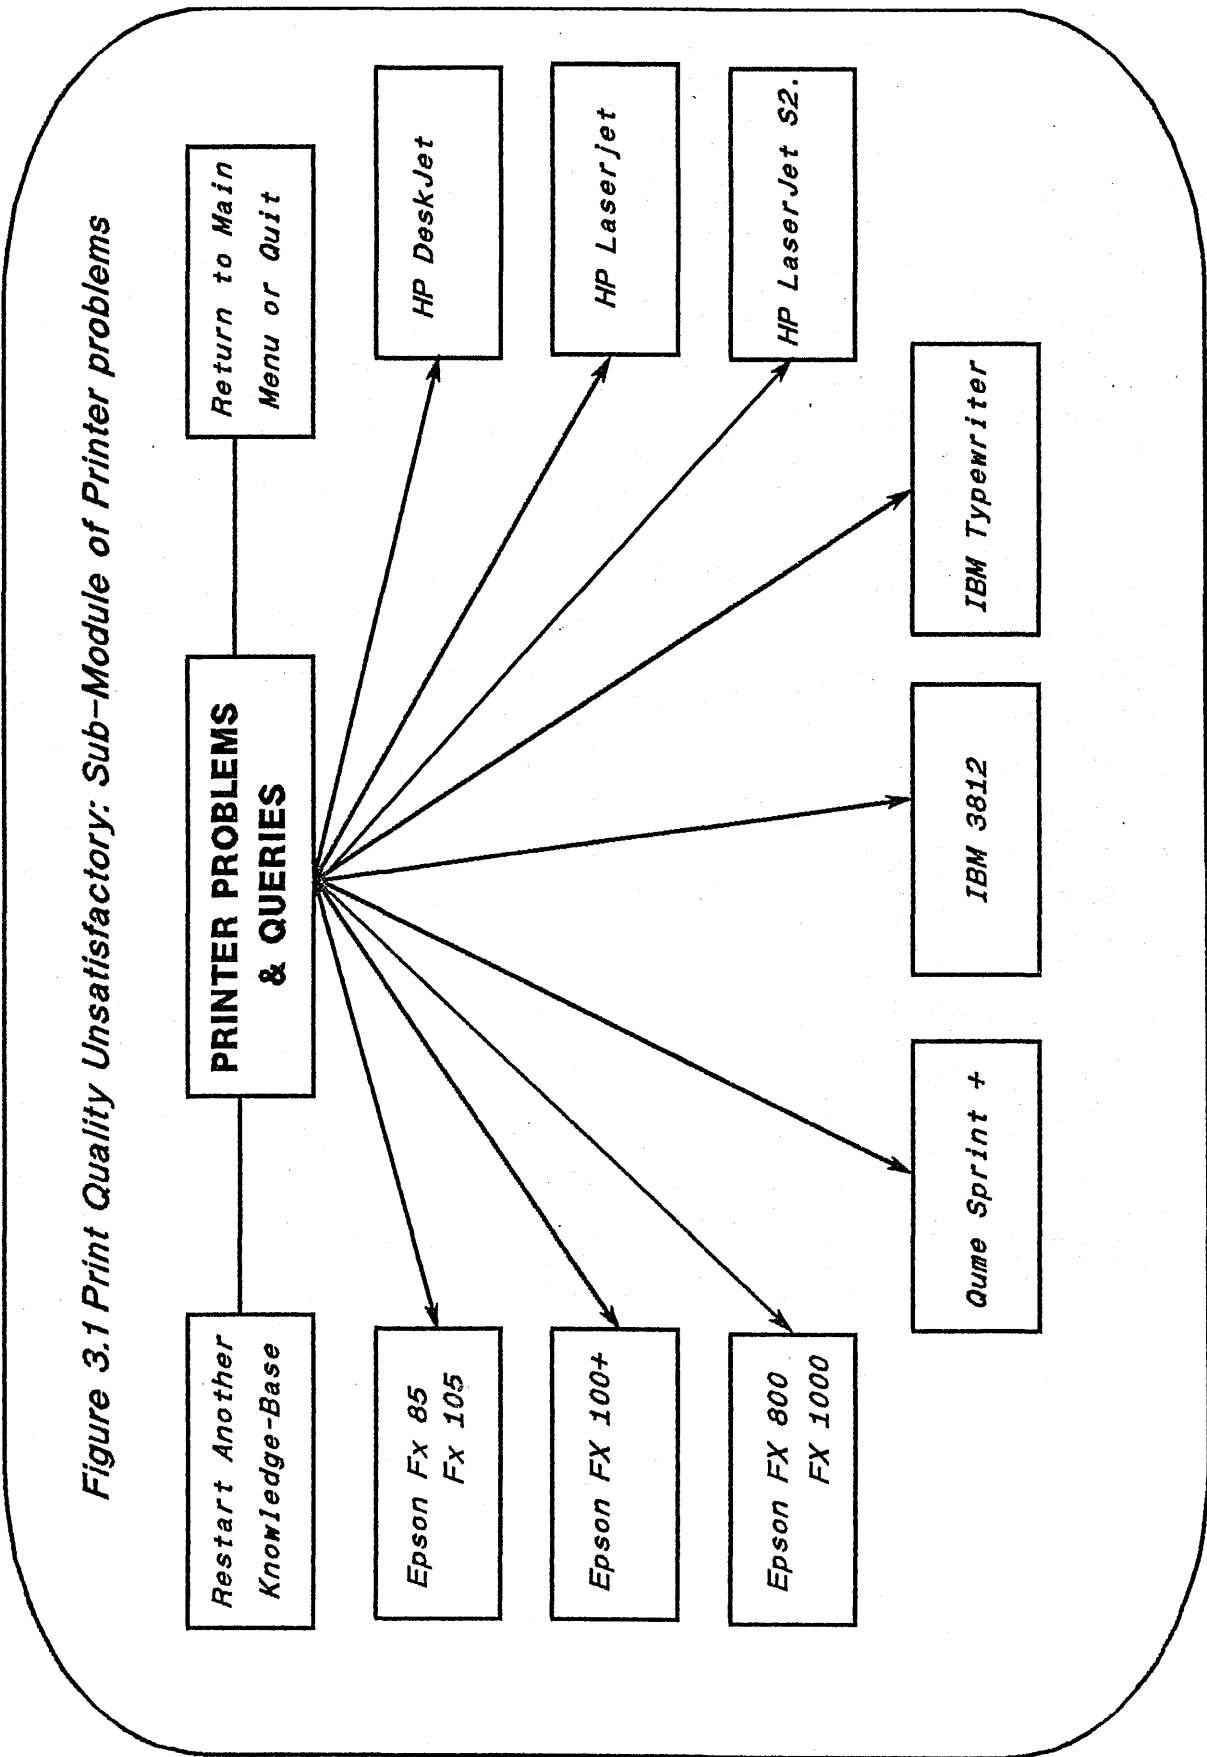 Figure 3.1 Print Quality Unsatisfactory: Sub-Module of Printer problems
Restart Another
Knowledge-Base
PRINTER PROBLEMS
& QUERIES
Return to Main
Menu or Quit
Epson Fx 85
Fx 105
HP DeskJet
Epson FX 100+
HP Laserjet
Epson FX 800
FX 1000
HP LaserJet S2.
Qume Sprint +
IBM 3812
IBM Typewriter